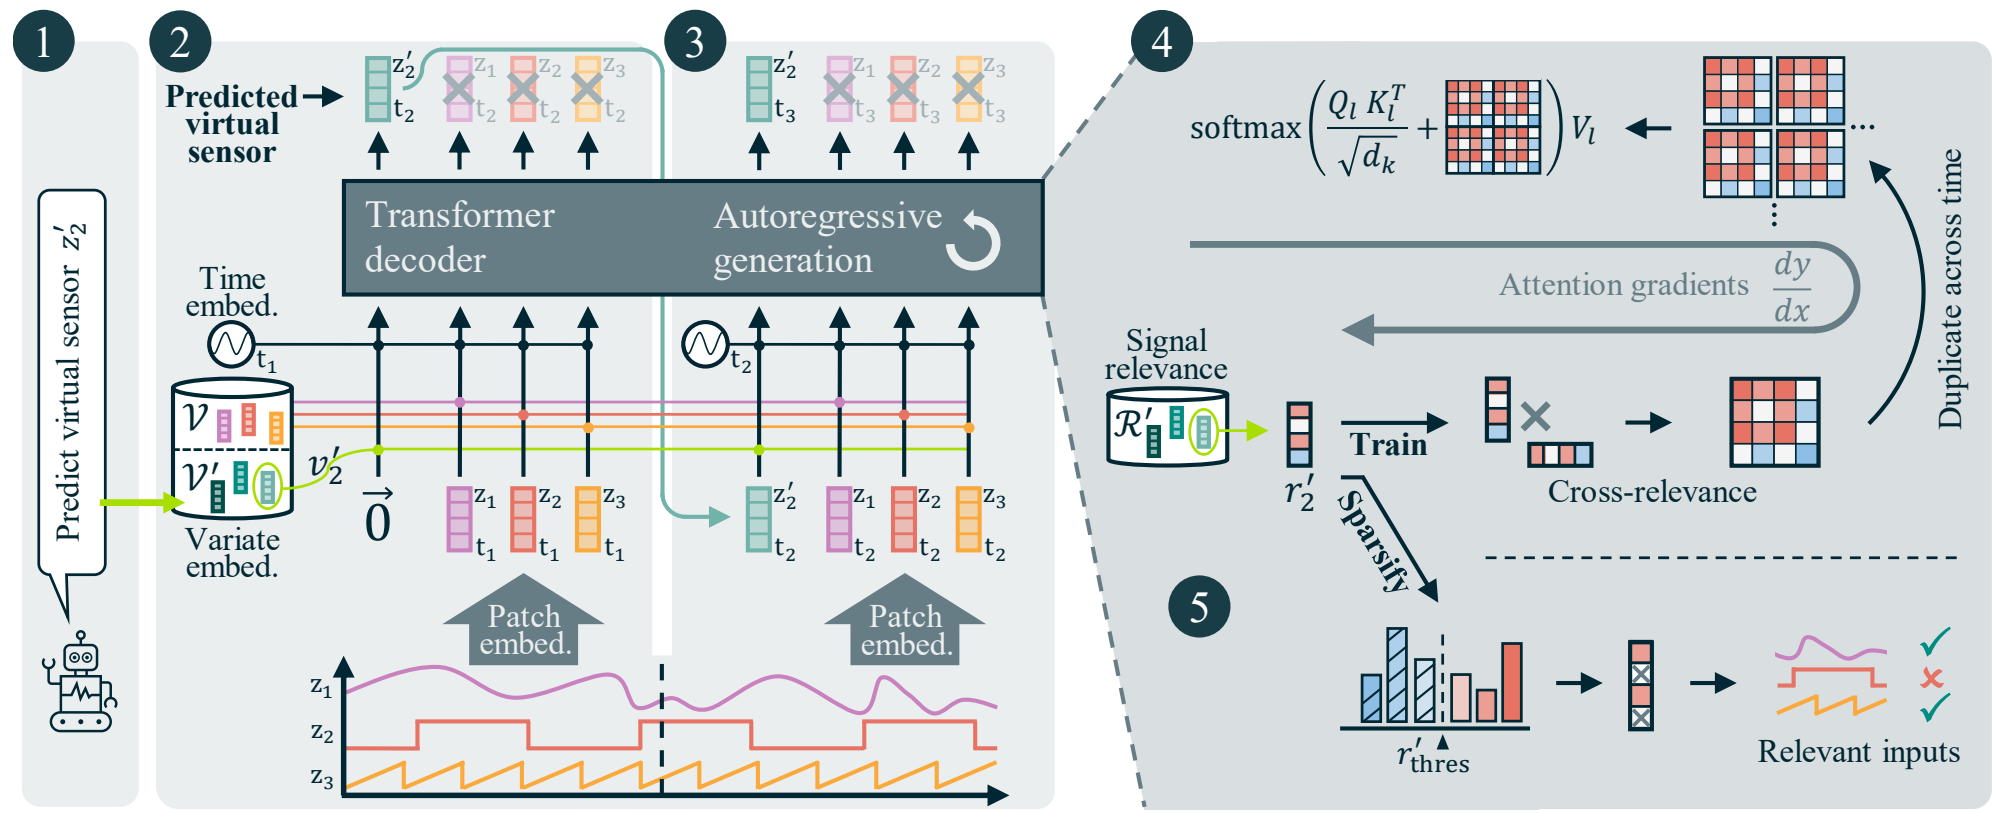 1
Predict virtual sensor z′₂
2
Predicted
virtual
sensor
z′₂
t₂
z₁
t₂
z₂
t₂
z₃
t₂
Transformer
decoder
Time
embed.
t₁
𝒱
𝒱′
v′₂
Variate
embed.
0⃗
z₁
t₁
z₂
t₁
z₃
t₁
Patch
embed.
3
z′₂
t₃
z₁
t₃
z₂
t₃
z₃
t₃
Autoregressive
generation
t₂
z′₂
t₂
z₁
t₂
z₂
t₂
z₃
t₂
Patch
embed.
z₁
z₂
z₃
4
softmax(Qₗ Kₗᵀ / √dₖ + ) Vₗ
...
...
Attention gradients dy/dx
Duplicate across time
Signal
relevance
ℛ′
r′₂
Train
Cross-relevance
Sparsify
5
r′thres
Relevant inputs